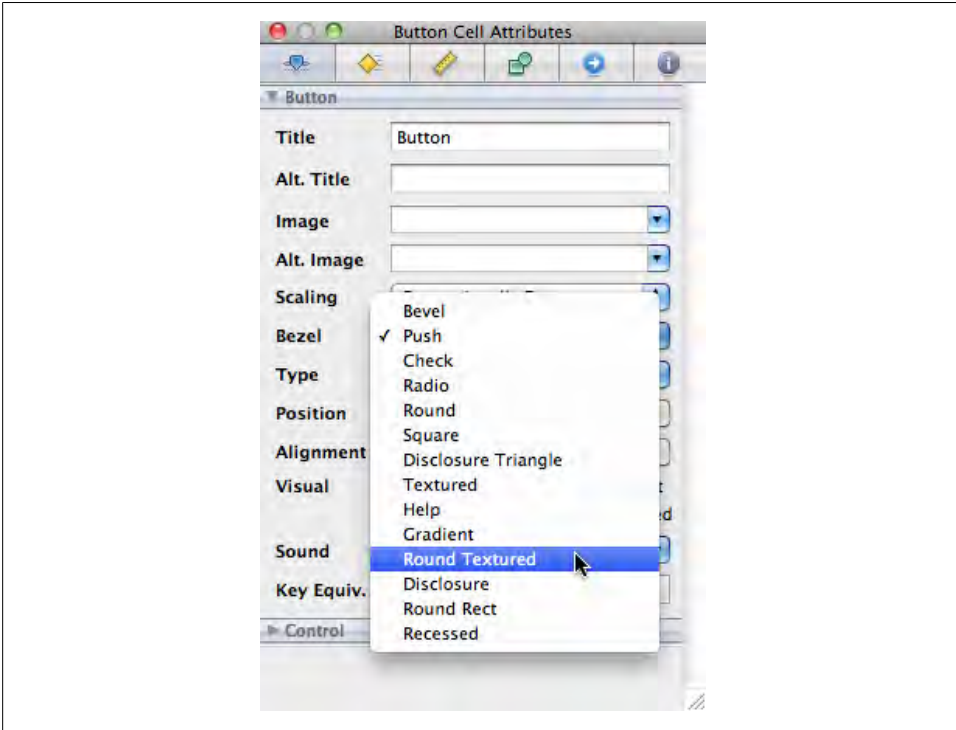 Button Cell Attributes
Button
Title Button
Alt. Title
Image
Alt. Image
Scaling
Bezel
Type
Position
Alignment
Visual
Sound
Key Equiv.
Control
Bevel
✓ Push
Check
Radio
Round
Square
Disclosure Triangle
Textured
Help
Gradient
Round Textured
Disclosure
Round Rect
Recessed